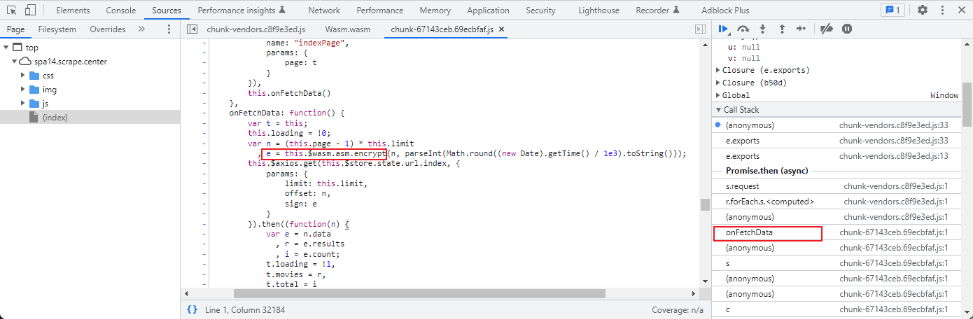 Elements Console Sources Performance insights Network Performance Memory Application Security Lighthouse Recorder Adblock Plus 1
Page Filesystem Overrides
top
spa14.scrape.center
css
img
js
(index)
chunk-vendors.c8f9e3ed.js Wasm.wasm chunk-67143ceb.69ecbfaf.js
name: "indexPage",
params: {
page: t
}
}),
this.onFetchData()
},
onFetchData: function() {
var t = this;
this.loading = !0;
var n = (this.page - 1) * this.limit
, e = this.$wasm.asm.encrypt(n, parseInt(Math.round((new Date).getTime() / 1e3).toString()));
this.$axios.get(this.$store.state.url.index, {
params: {
limit: this.limit,
offset: n,
sign: e
}
}).then((function(n) {
var e = n.data
, r = e.results
, i = e.count;
t.loading = !1,
t.movies = r,
t.total = i
{} Line 1, Column 32184 Coverage: n/a
u: null
v: null
Closure (e.exports)
Closure (b50d)
Global Window
Call Stack
(anonymous) chunk-vendors.c8f9e3ed.js:33
e.exports chunk-vendors.c8f9e3ed.js:33
e.exports chunk-vendors.c8f9e3ed.js:13
Promise.then (async)
s.request chunk-vendors.c8f9e3ed.js:1
r.forEach.s.<computed> chunk-vendors.c8f9e3ed.js:1
(anonymous) chunk-vendors.c8f9e3ed.js:1
onFetchData chunk-67143ceb.69ecbfaf.js:1
(anonymous) chunk-67143ceb.69ecbfaf.js:1
s chunk-67143ceb.69ecbfaf.js:1
(anonymous) chunk-67143ceb.69ecbfaf.js:1
(anonymous) chunk-67143ceb.69ecbfaf.js:1
c chunk-67143ceb.69ecbfaf.js:1